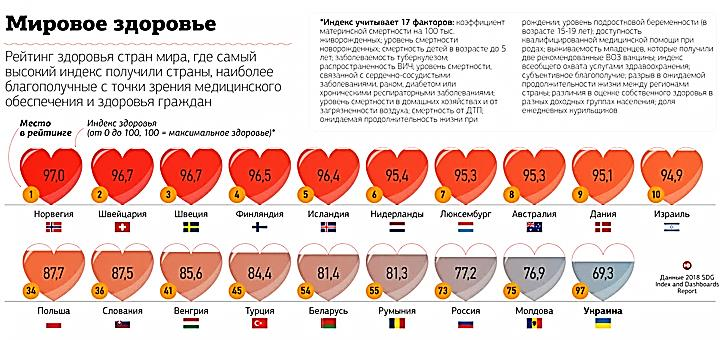 Мировое здоровье
Рейтинг здоровья стран мира, где самый
высокий индекс получили страны, наиболее
благополучные с точки зрения медицинского
обеспечения и здоровья граждан
*Индекс учитывает 17 факторов: коэффициент
материнской смертности на 100 тыс.
живорожденных; уровень смертности
новорожденных; смертность детей в возрасте до 5
лет; заболеваемость туберкулезом,
распространенность ВИЧ; уровень смертности,
связанной с сердечно-сосудистыми
заболеваниями, раком, диабетом или
хроническими респираторными заболеваниями;
уровень смертности в домашних хозяйствах и от
загрязненности воздуха; смертность от ДТП;
ожидаемая продолжительность жизни при
рождении; уровень подростковой беременности (в
возрасте 15-19 лет); доступность
квалифицированной медицинской помощи при
родах; выживаемость младенцев, которые получили
две рекомендованные ВОЗ вакцины; индекс
всеобщего охвата услугами здравоохранения;
субъективное благополучие; разрыв в ожидаемой
продолжительности жизни между регионами
страны; различия в оценке собственного здоровья в
разных доходных группах населения; доля
ежедневных курильщиков
Место
в рейтинге
Индекс здоровья
(от 0 до 100, 100 = максимальное здоровье)*
97,0 96,7 96,7 96,5 96,4 95,4 95,3 95,3 95,1 94,9
1 2 3 4 5 6 7 8 9 10
Норвегия Швейцария Швеция Финляндия Исландия Нидерланды Люксембург Австралия Дания Израиль
87,7 87,5 85,6 84,4 81,4 81,3 77,2 76,9 69,3
34 36 41 45 54 55 73 75 97
Польша Слования Венгрия Турция Беларусь Румыния Россия Молдова Украина
Данные 2018 SDG
Index and Dashboards
Report